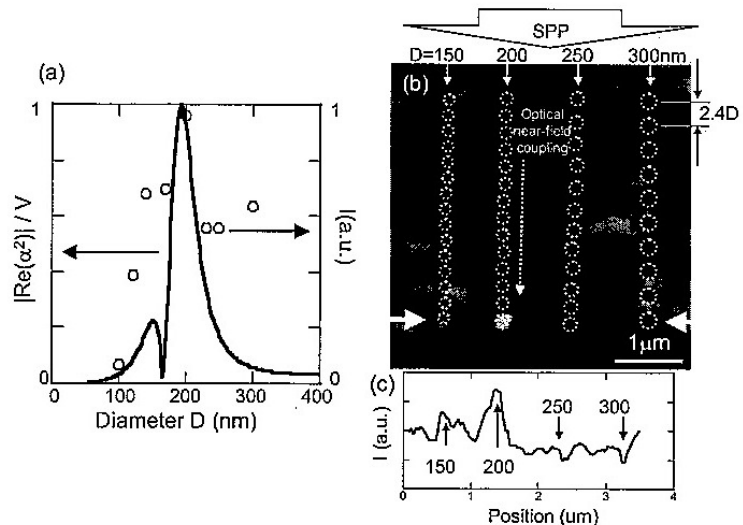 SPP
D=150 200 250 300nm
(a)
(b)
2.4D
Optical
near-field
coupling
1 1
|Re(α²)| / V
I(a.u.)
0 0
0 100 200 300 400
Diameter D (nm)
1μm
(c)
I (a.u.)
150
200
250
300
0 1 2 3 4
Position (um)